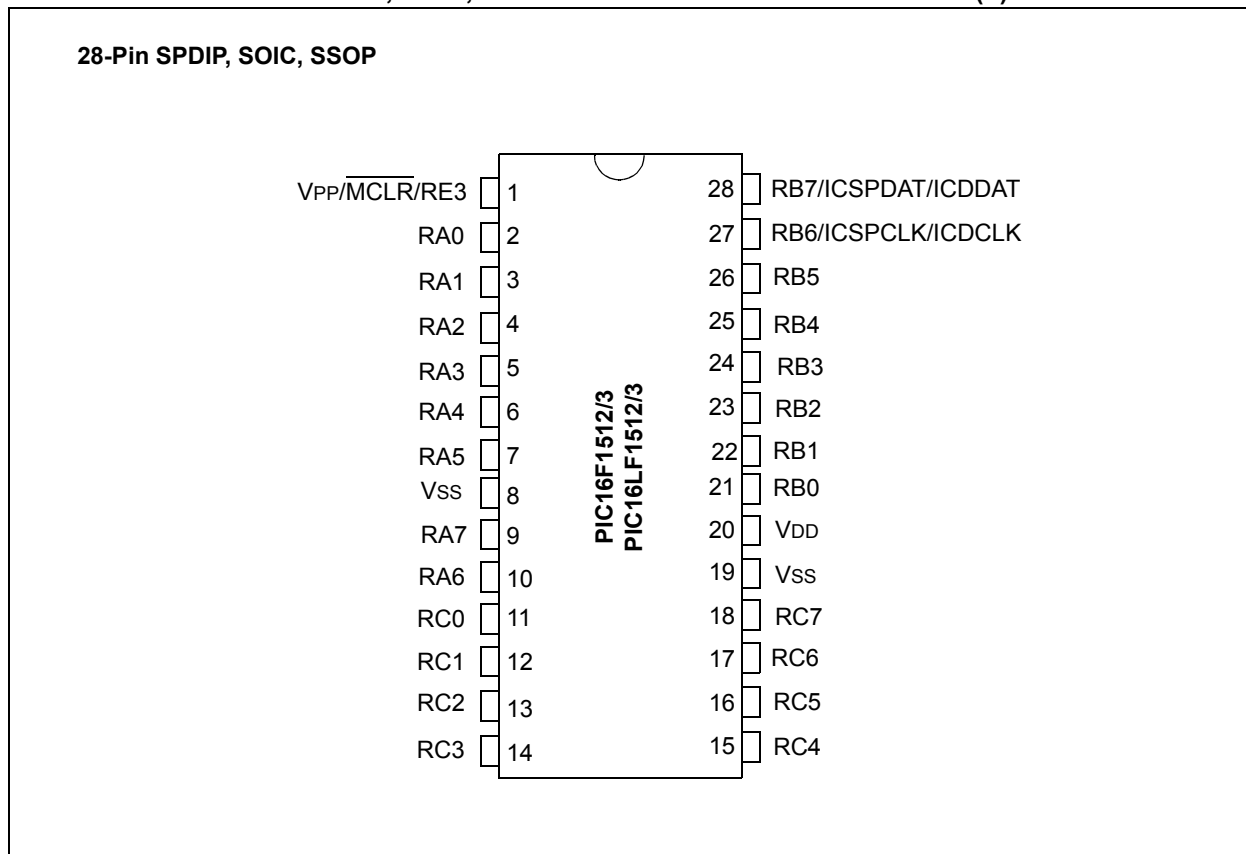 28-Pin SPDIP, SOIC, SSOP
VPP/MCLR/RE3 1 28 RB7/ICSPDAT/ICDDAT
RA0 2 27 RB6/ICSPCLK/ICDCLK
RA1 3 26 RB5
RA2 4 25 RB4
RA3 5 24 RB3
RA4 6 23 RB2
RA5 7 22 RB1
VSS 8 21 RB0
RA7 9 20 VDD
RA6 10 19 VSS
RC0 11 18 RC7
RC1 12 17 RC6
RC2 13 16 RC5
RC3 14 15 RC4
PIC16F1512/3
PIC16LF1512/3